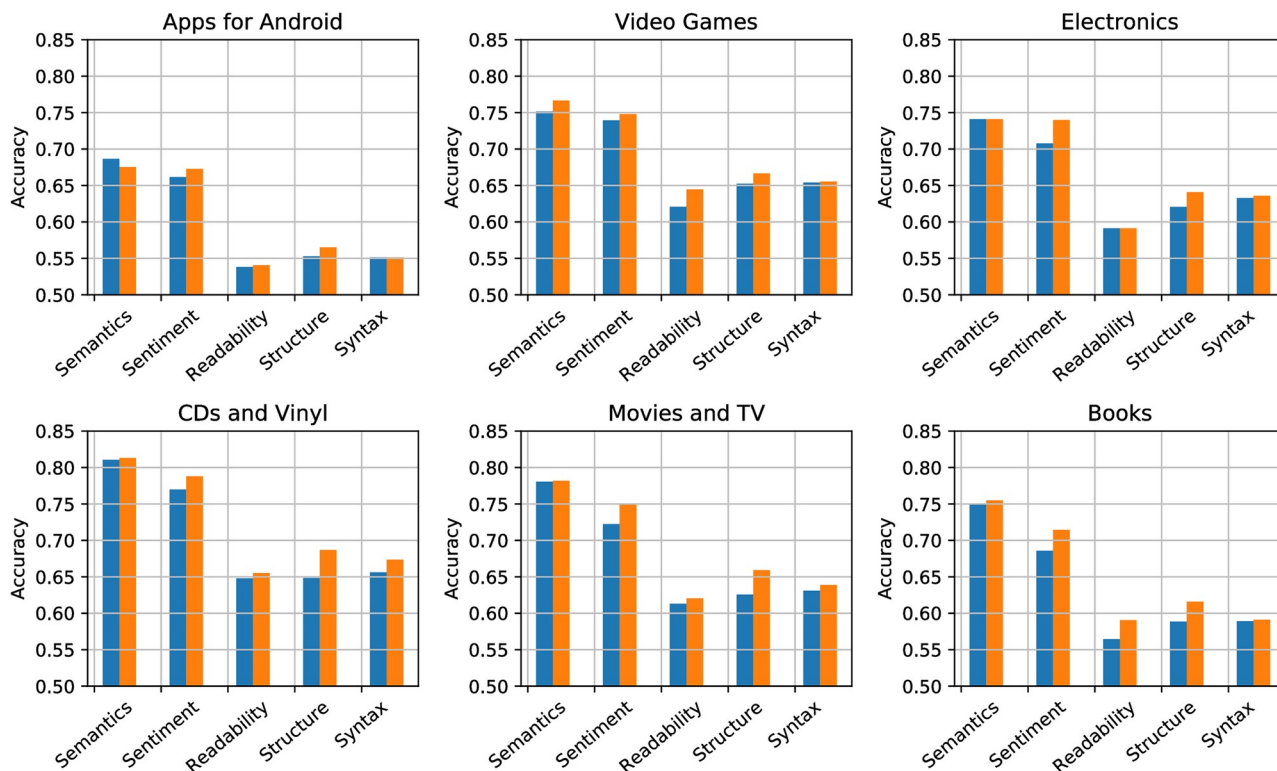 Apps for Android
Accuracy
0.85
0.80
0.75
0.70
0.65
0.60
0.55
0.50
Semantics
Sentiment
Readability
Structure
Syntax
Video Games
Accuracy
0.85
0.80
0.75
0.70
0.65
0.60
0.55
0.50
Semantics
Sentiment
Readability
Structure
Syntax
Electronics
Accuracy
0.85
0.80
0.75
0.70
0.65
0.60
0.55
0.50
Semantics
Sentiment
Readability
Structure
Syntax
CDs and Vinyl
Accuracy
0.85
0.80
0.75
0.70
0.65
0.60
0.55
0.50
Semantics
Sentiment
Readability
Structure
Syntax
Movies and TV
Accuracy
0.85
0.80
0.75
0.70
0.65
0.60
0.55
0.50
Semantics
Sentiment
Readability
Structure
Syntax
Books
Accuracy
0.85
0.80
0.75
0.70
0.65
0.60
0.55
0.50
Semantics
Sentiment
Readability
Structure
Syntax